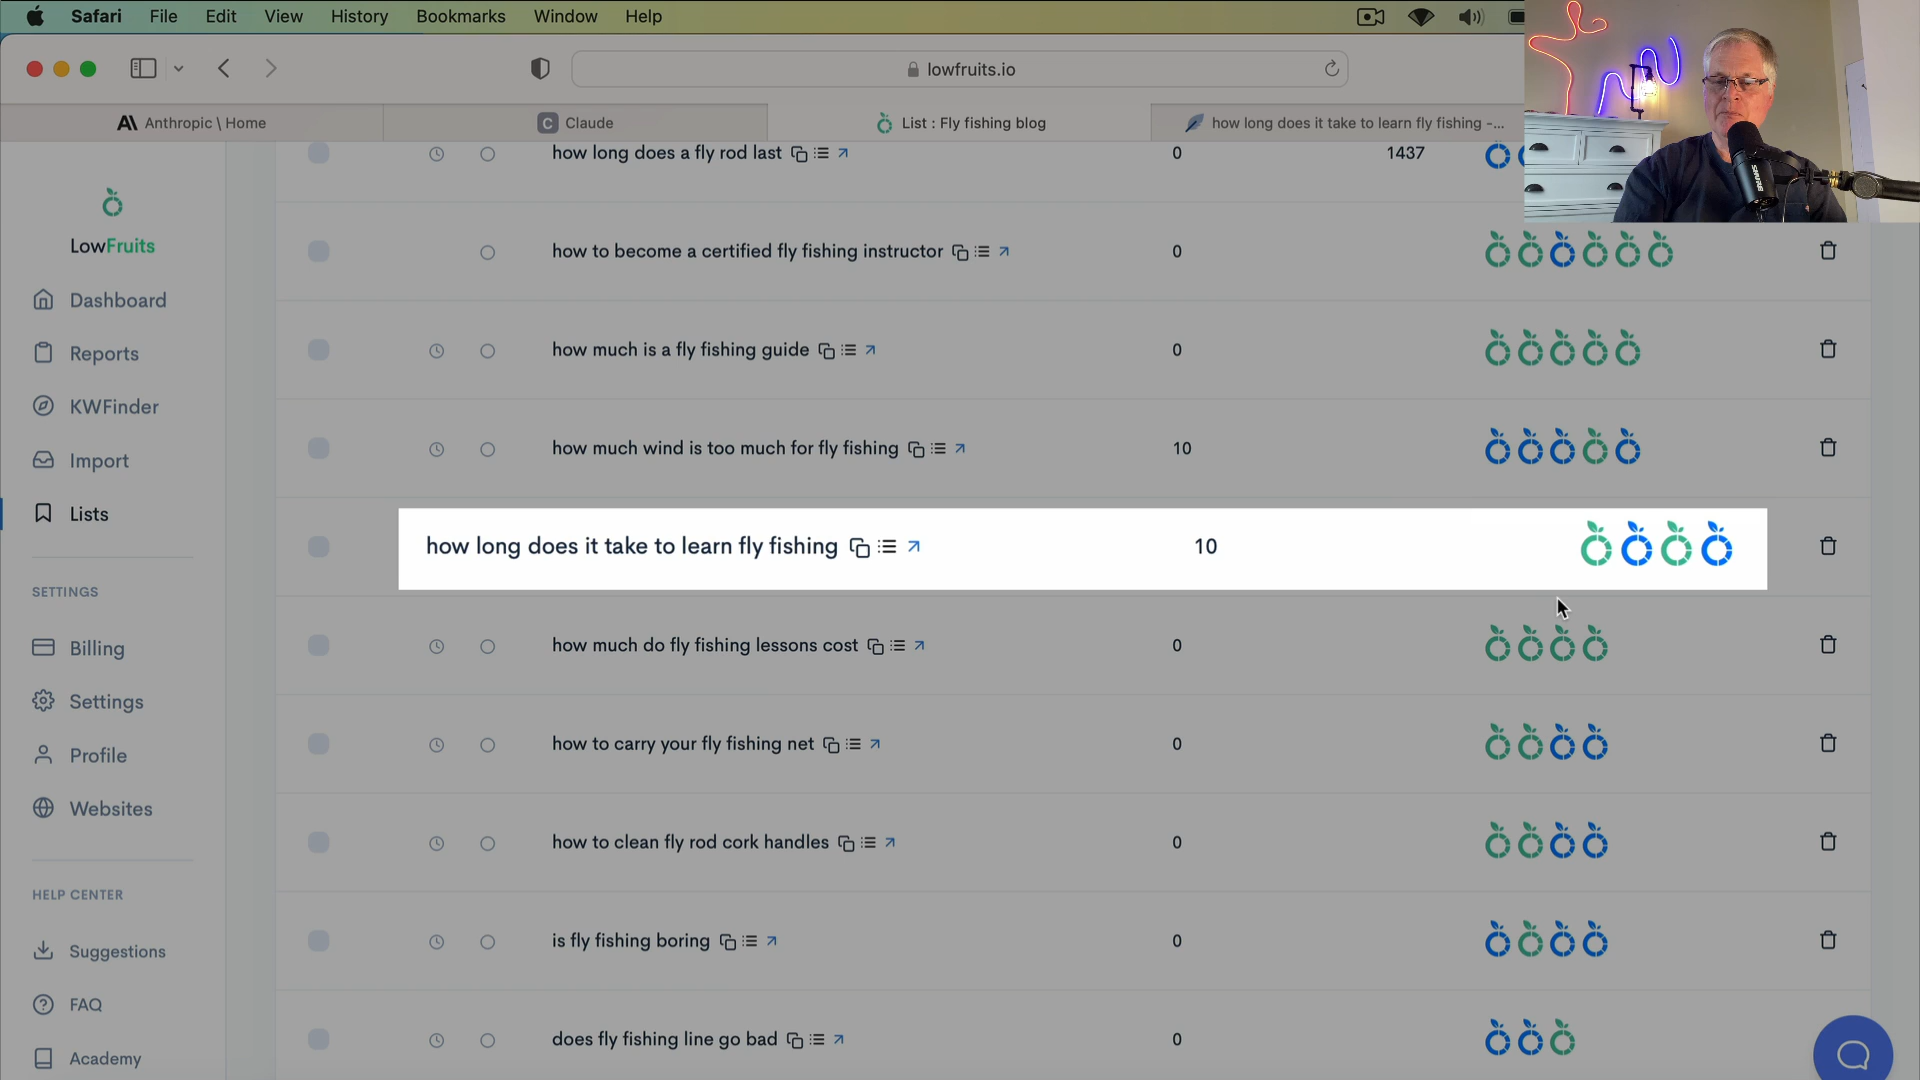 Safari File Edit View History Bookmarks Window Help
lowfruits.io
Anthropic \ Home
C Claude
List : Fly fishing blog
how long does it take to learn fly fishing -...
LowFruits
Dashboard
Reports
KWFinder
Import
Lists
SETTINGS
Billing
Settings
Profile
Websites
HELP CENTER
Suggestions
FAQ
Academy
how long does a fly rod last 0 1437
how to become a certified fly fishing instructor 0
how much is a fly fishing guide 0
how much wind is too much for fly fishing 10
how long does it take to learn fly fishing 10
how much do fly fishing lessons cost 0
how to carry your fly fishing net 0
how to clean fly rod cork handles 0
is fly fishing boring 0
does fly fishing line go bad 0
SHURE